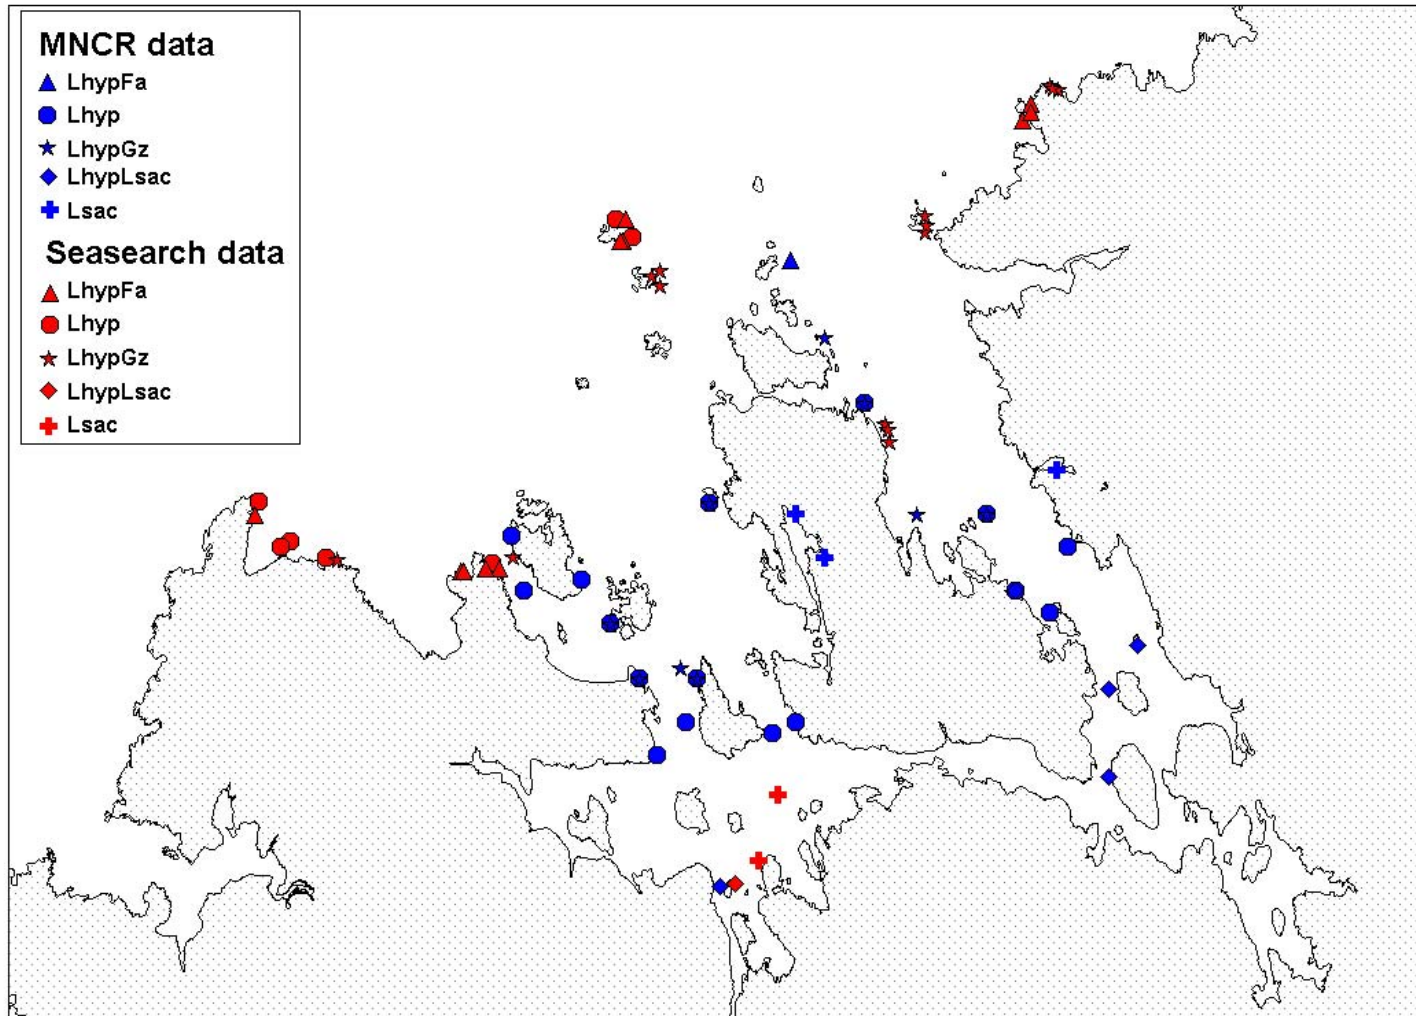 MNCR data
LhypFa
Lhyp
LhypGz
LhypLsac
Lsac
Seasearch data
LhypFa
Lhyp
LhypGz
LhypLsac
Lsac